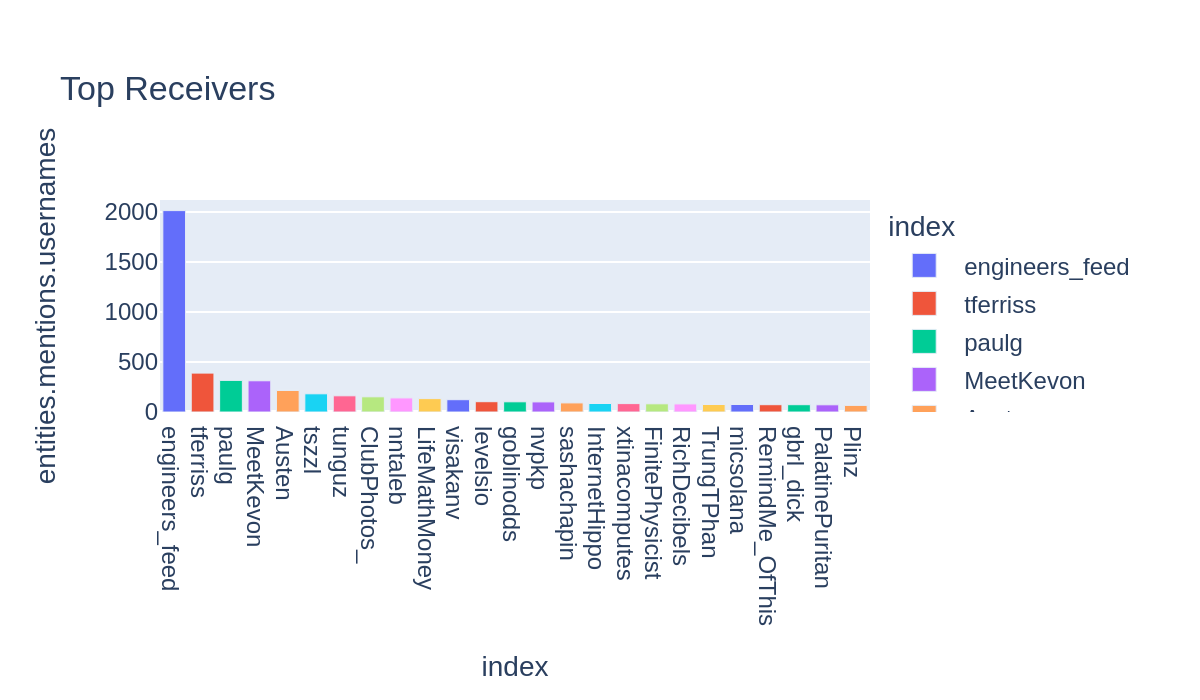 Top Receivers
entities.mentions.usernames
2000
1500
1000
500
0
engineers_feed
tferriss
paulg
MeetKevon
Austen
tszzl
tunguz
ClubPhotos_
nntaleb
LifeMathMoney
visakanv
levelsio
goblinodds
nvpkp
sashachapin
InternetHippo
xtinacomputes
FinitePhysicist
RichDecibels
TrungTPhan
micsolana
RemindMe_OfThis
gbrl_dick
PalatinePuritan
Plinz
index
index
engineers_feed
tferriss
paulg
MeetKevon